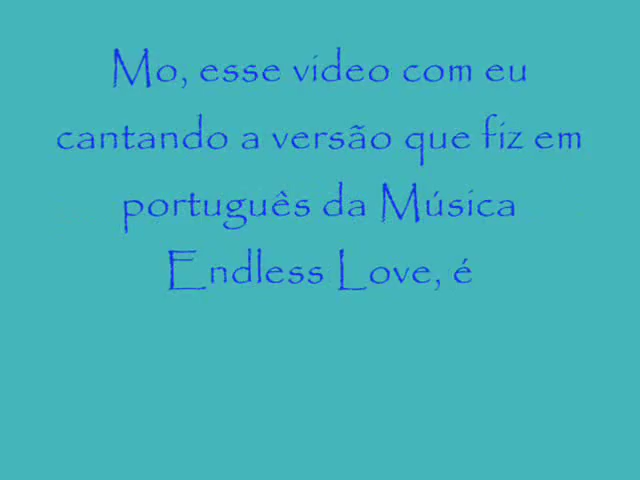 Mo, esse video com eu
cantando a versão que fiz em
português da Música
Endless Love, é